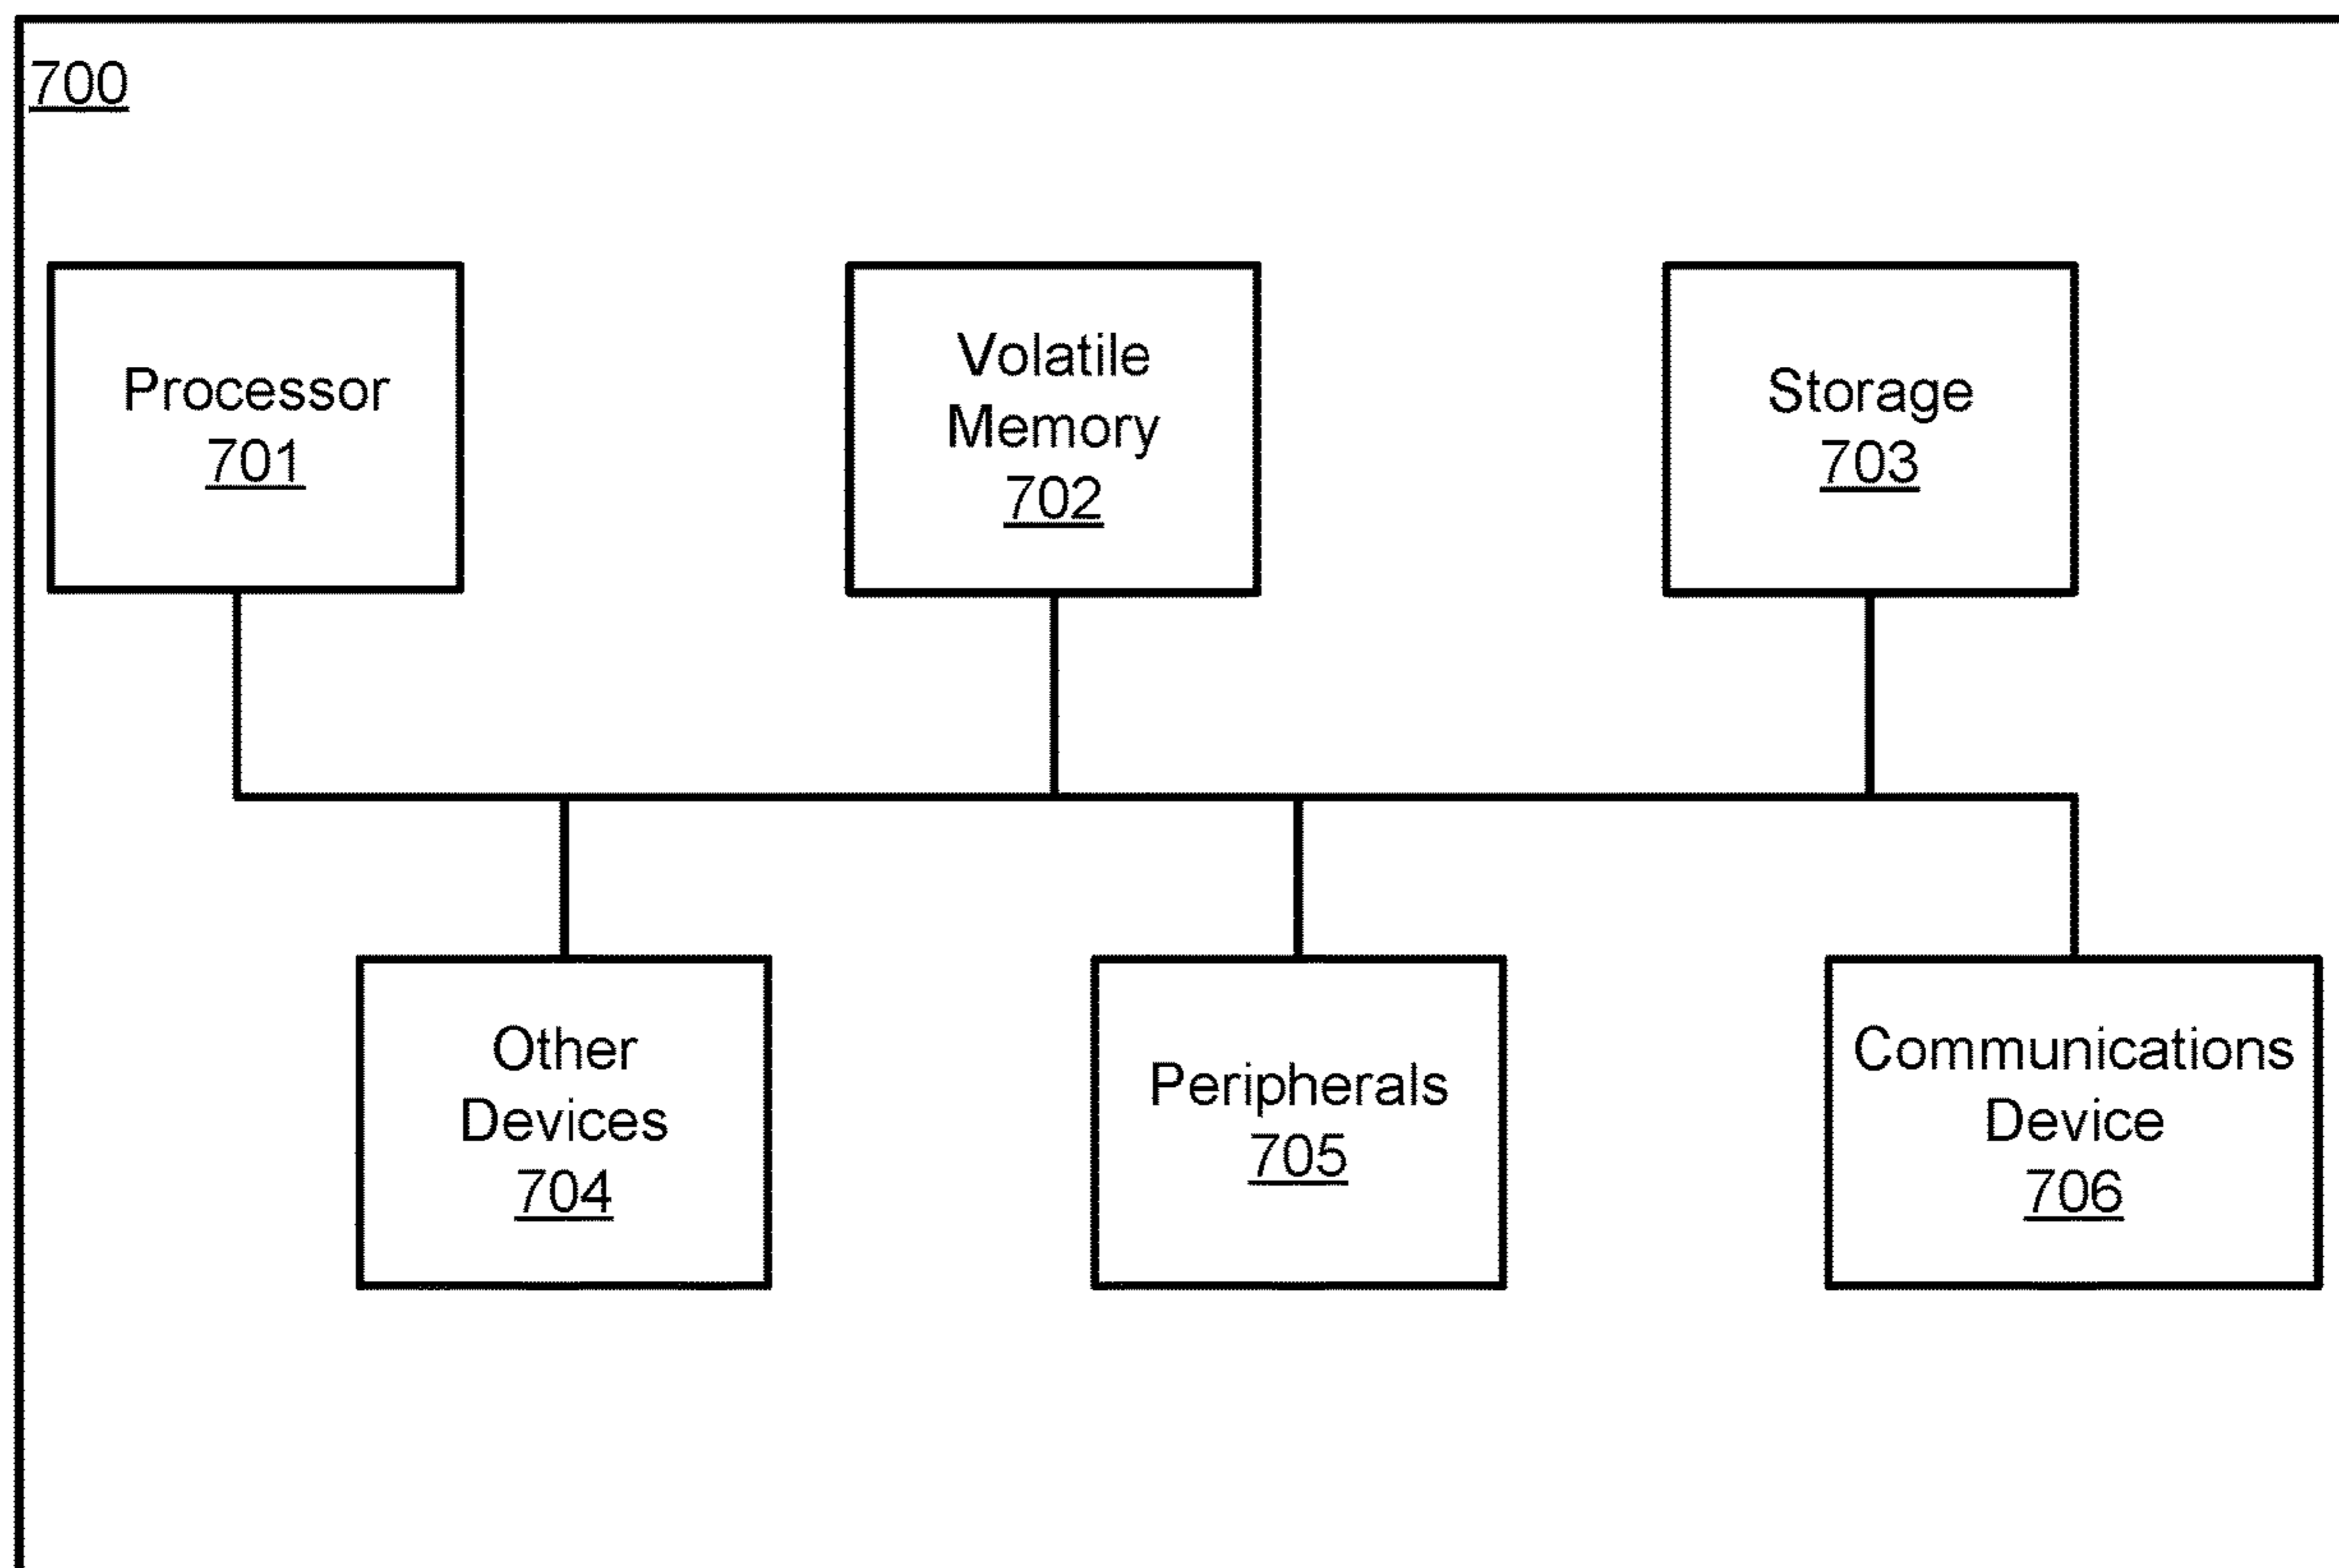 700
Processor
701
Volatile
Memory
702
Storage
703
Other
Devices
704
Peripherals
705
Communications
Device
706